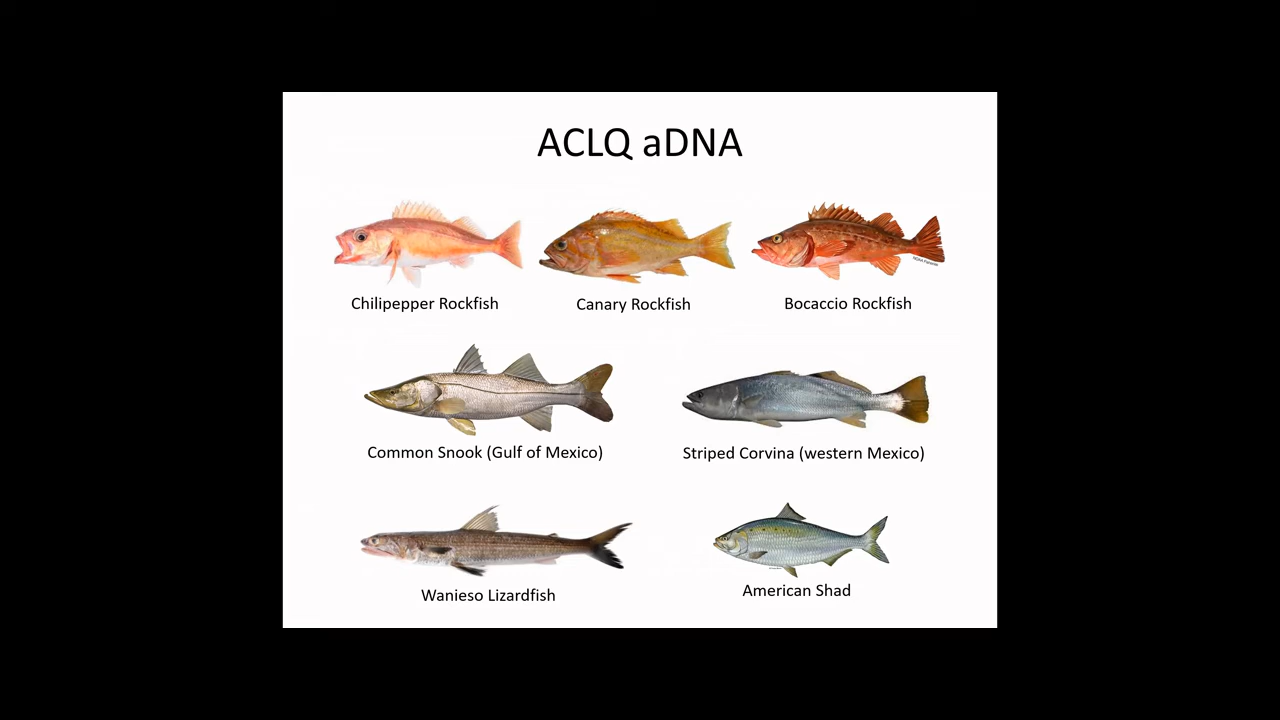 ACLQ aDNA
Chilipepper Rockfish
Canary Rockfish
Bocaccio Rockfish
Common Snook (Gulf of Mexico)
Striped Corvina (western Mexico)
Wanieso Lizardfish
American Shad